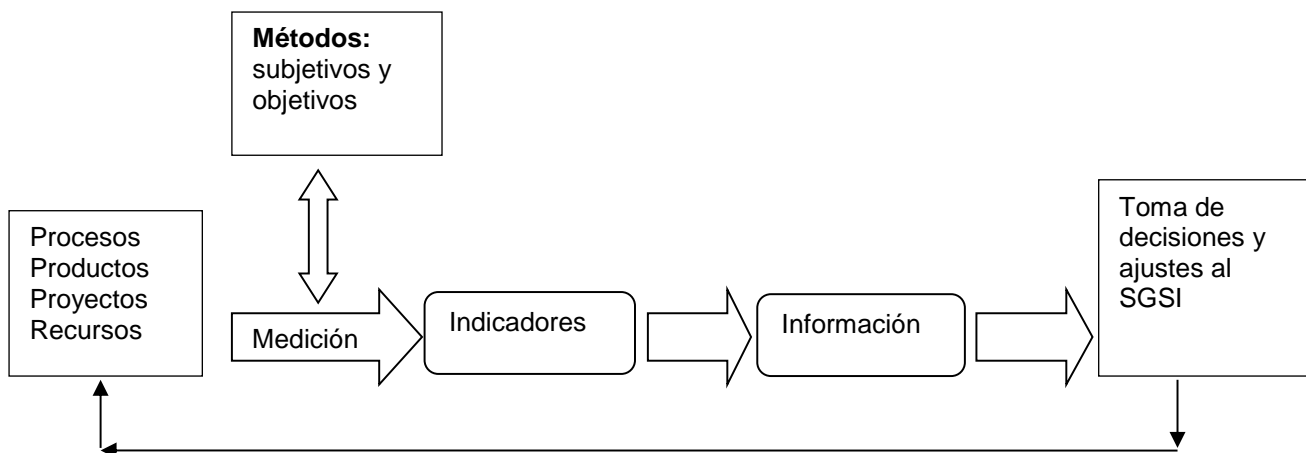 Métodos:
subjetivos y
objetivos
Procesos
Productos
Proyectos
Recursos
Medición
Indicadores
Información
Toma de
decisiones y
ajustes al
SGSI